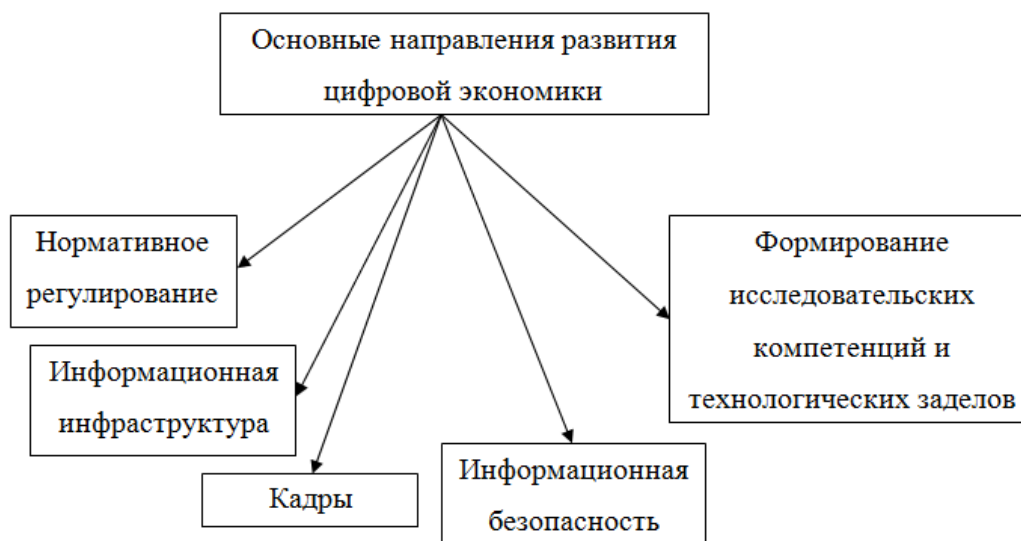 Основные направления развития
цифровой экономики
Нормативное
регулирование
Информационная
инфраструктура
Кадры
Информационная
безопасность
Формирование
исследовательских
компетенций и
технологических заделов